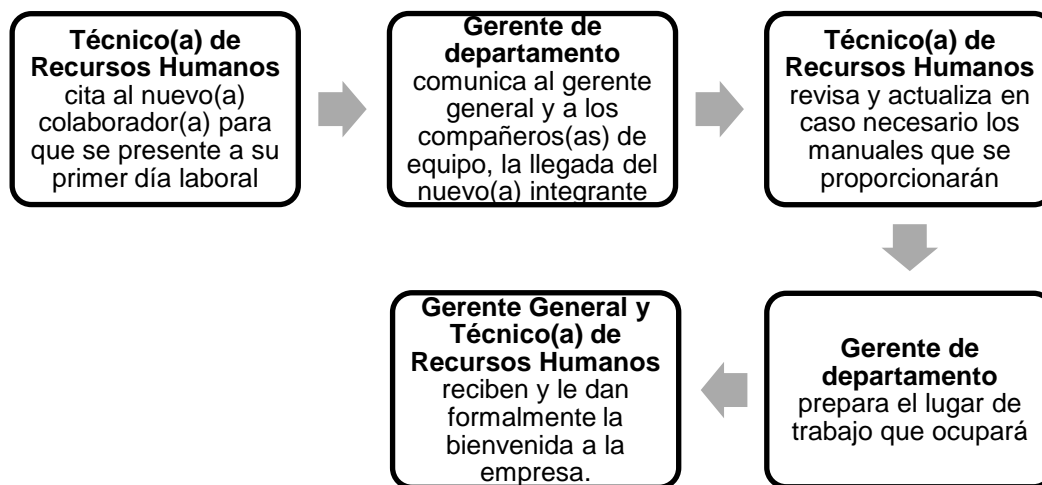 Técnico(a) de
Recursos Humanos
cita al nuevo(a)
colaborador(a) para
que se presente a su
primer día laboral
Gerente de
departamento
comunica al gerente
general y a los
compañeros(as) de
equipo, la llegada del
nuevo(a) integrante
Técnico(a) de
Recursos Humanos
revisa y actualiza en
caso necesario los
manuales que se
proporcionarán
Gerente de
departamento
prepara el lugar de
trabajo que ocupará
Gerente General y
Técnico(a) de
Recursos Humanos
reciben y le dan
formalmente la
bienvenida a la
empresa.